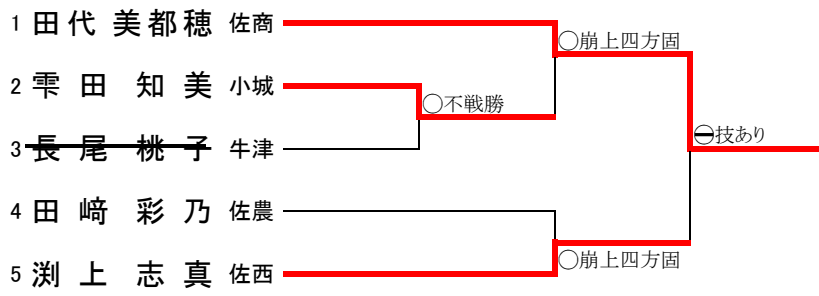 1 田代 美都穂 佐商
○崩上四方固
2 雫田 知美 小城
○不戦勝
㊀技あり
3 長尾 桃子 牛津
4 田﨑 彩乃 佐農
○崩上四方固
5 渕上 志真 佐西